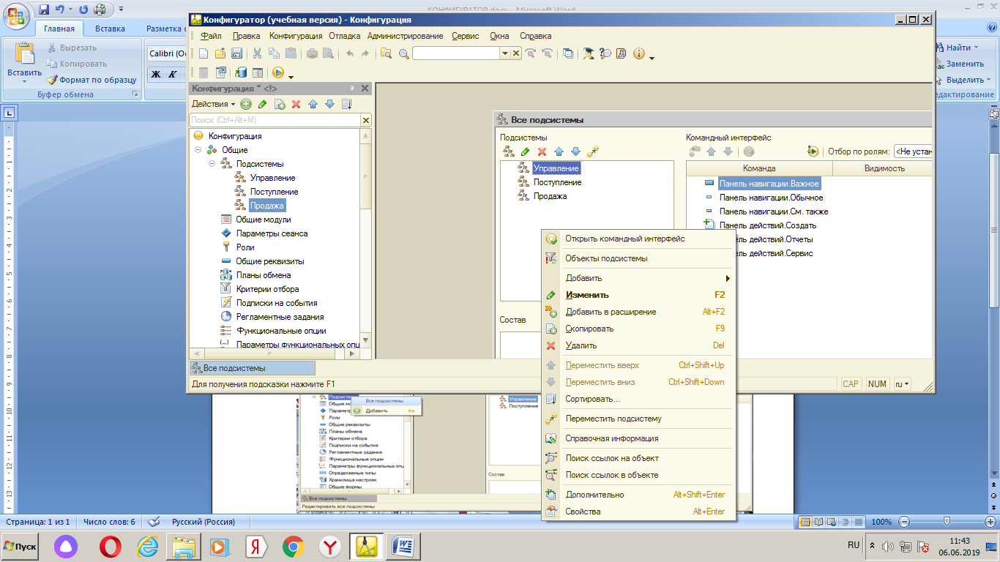 КОНФИГУРАТОР.docx - Microsoft Word
Главная
Вставка
Разметка с
Вставить
Вырезать
Копировать
Формат по образцу
Буфер обмена
Calibri (Ос
Ж К
Найти
Заменить
Выделить
едактирование
Конфигуратор (учебная версия) - Конфигурация
Файл Правка Конфигурация Отладка Администрирование Сервис Окна Справка
Конфигурация * <!>
Действия
Поиск (Ctrl+Alt+M)
Конфигурация
Общие
Подсистемы
Управление
Поступление
Продажа
Общие модули
Параметры сеанса
Роли
Общие реквизиты
Планы обмена
Критерии отбора
Подписки на события
Регламентные задания
Функциональные опции
Параметры функциональных опц
Все подсистемы
Для получения подсказки нажмите F1
Все подсистемы
Подсистемы
Управление
Поступление
Продажа
Состав
Командный интерфейс
Отбор по ролям: <Не устан
Команда Видимость
Панель навигации.Важное
Панель навигации.Обычное
Панель навигации.См. также
Панель действий.Создать
ель действий.Отчеты
ель действий.Сервис
Открыть командный интерфейс
Объекты подсистемы
Добавить
Изменить F2
Добавить в расширение Alt+F2
Скопировать F9
Удалить Del
Переместить вверх Ctrl+Shift+Up
Переместить вниз Ctrl+Shift+Down
Сортировать...
Переместить подсистему
Справочная информация
Поиск ссылок на объект
Поиск ссылок в объекте
Дополнительно Alt+Shift+Enter
Свойства Alt+Enter
CAP NUM ru
Подсистемы
Все подсистемы
Добавить Ins
Общие мо
Параметр
Роли
Общие реквизиты
Планы обмена
Критерии отбора
Подписки на события
Регламентные задания
Функциональные опции
Параметры функциональных опц
Определяемые типы
Хранилища настроек
Общие формы
Все подсистемы
Редактировать все подсистемы
Управление
Поступление
Состав
Страница: 1 из 1 Число слов: 6 Русский (Россия) 100%
Пуск
RU
11:43
06.06.2019